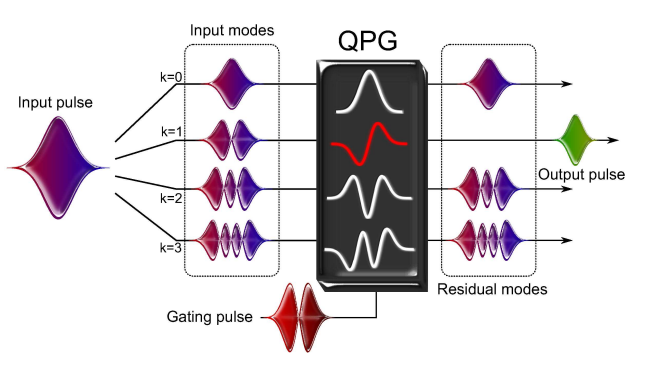 Input modes
QPG
Input pulse
k=0
k=1
k=2
k=3
Output pulse
Residual modes
Gating pulse